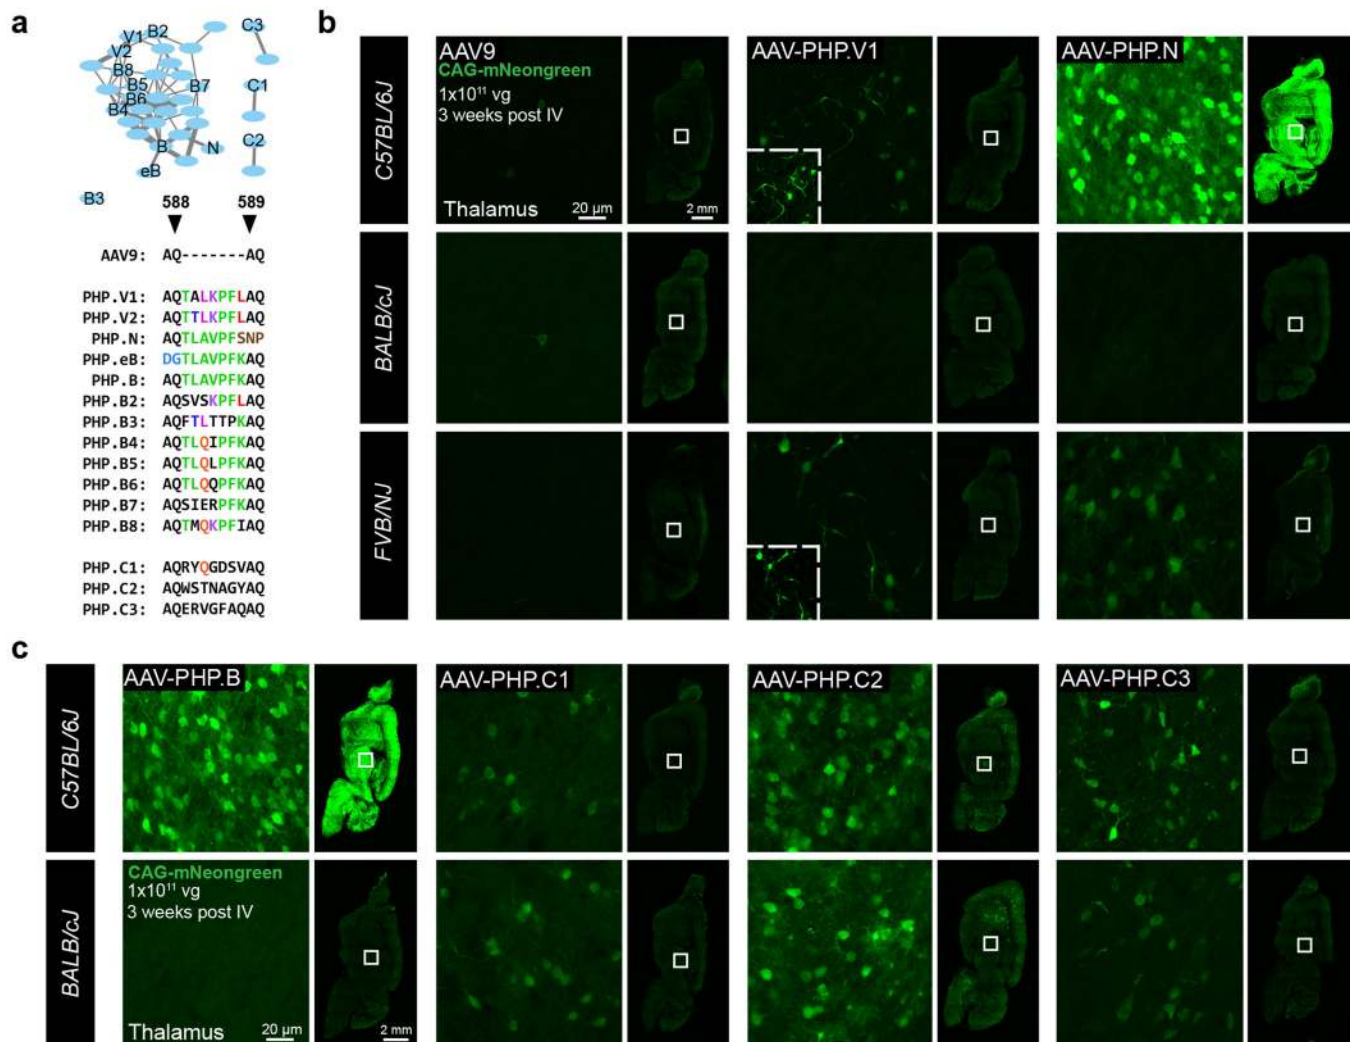 a
V1
B2
C3
V2
B8
B7
B5
C1
B6
B4
C2
B
N
eB
B3
588 589
AAV9: AQ-------AQ
PHP.V1: AQTALKPFLAQ
PHP.V2: AQTTLKPFLAQ
PHP.N: AQTLAVPFSNP
PHP.eB: DGTLAVPFKAQ
PHP.B: AQTLAVPFKAQ
PHP.B2: AQSVSKPFLAQ
PHP.B3: AQFTLTTPKAQ
PHP.B4: AQTLQIPFKAQ
PHP.B5: AQTLQLPFKAQ
PHP.B6: AQTLQQPFKAQ
PHP.B7: AQSIERPFKAQ
PHP.B8: AQTMQKPFIAQ
PHP.C1: AQRYQGDSVAQ
PHP.C2: AQWSTNAGYAQ
PHP.C3: AQERVGFAQAQ
b
AAV9
CAG-mNeongreen
1x10¹¹ vg
3 weeks post IV
Thalamus
20 µm
2 mm
AAV-PHP.V1
AAV-PHP.N
C57BL/6J
BALB/cJ
FVB/NJ
c
AAV-PHP.B
AAV-PHP.C1
AAV-PHP.C2
AAV-PHP.C3
C57BL/6J
BALB/cJ
CAG-mNeongreen
1x10¹¹ vg
3 weeks post IV
Thalamus
20 µm
2 mm